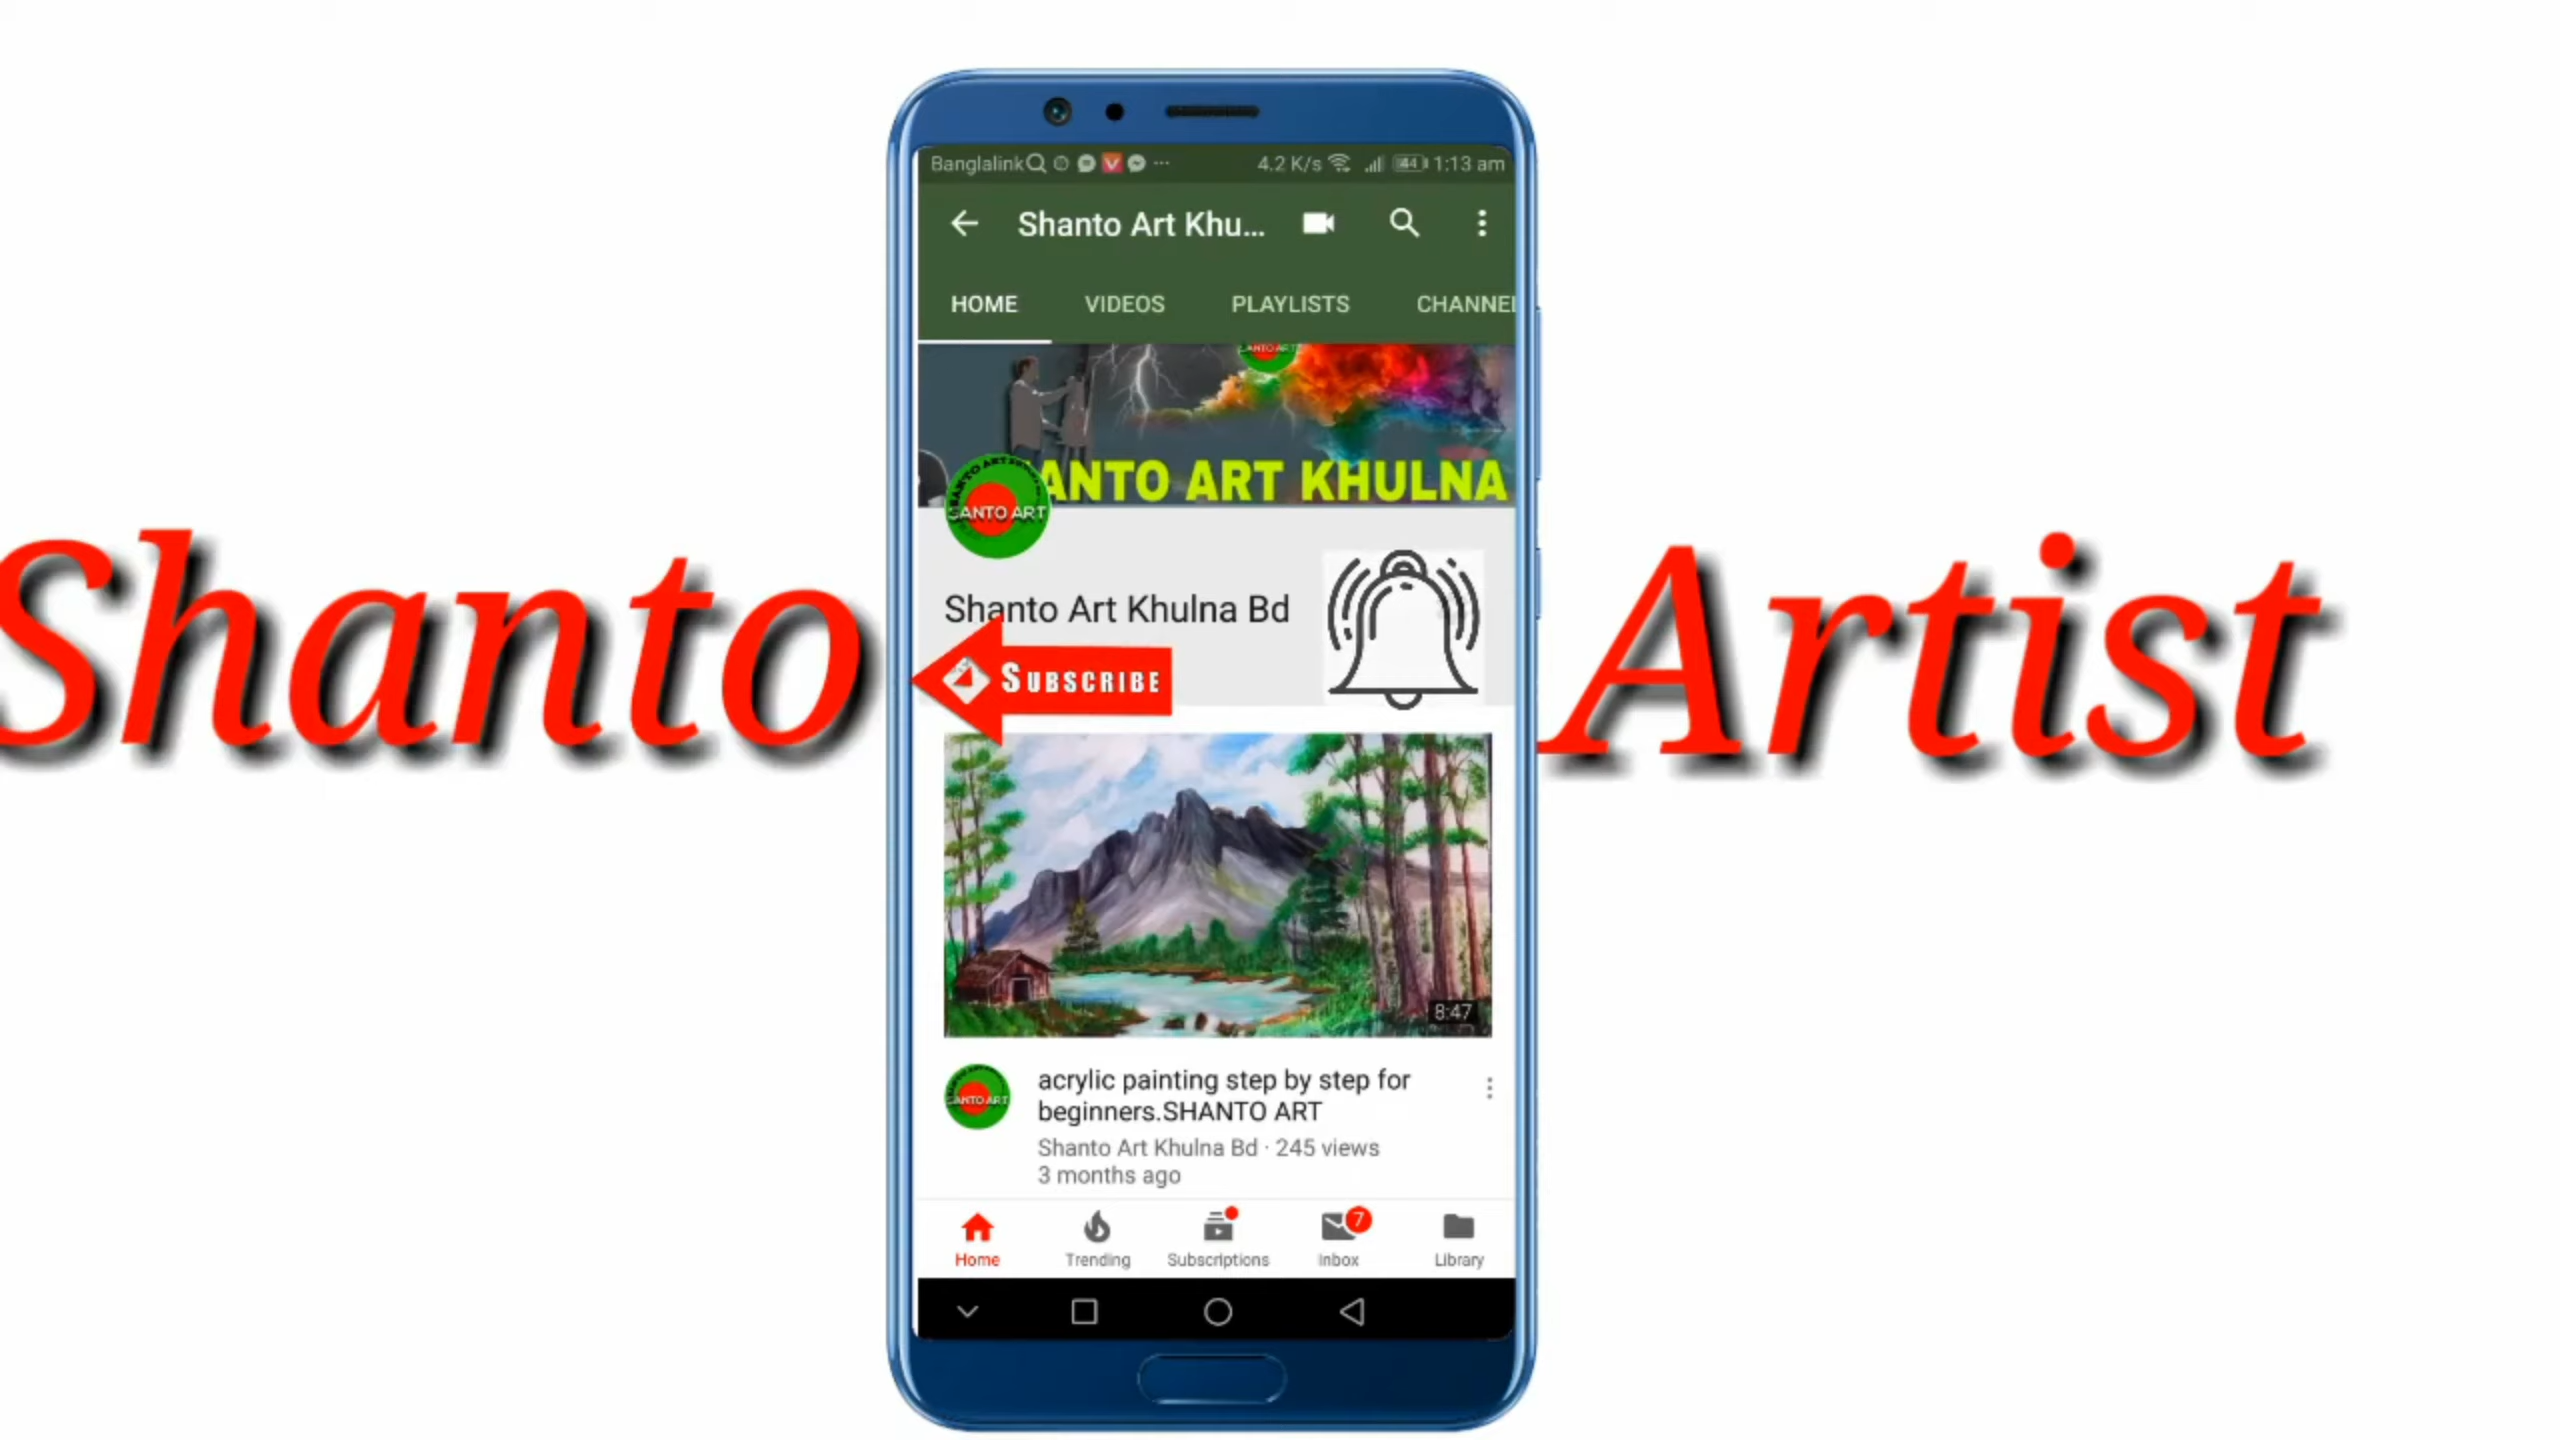 Banglalink 4.2 K/s 44 1:13 am
Shanto Art Khu...
HOME VIDEOS PLAYLISTS CHANNEL
ANTO ART KHULNA
SANTO ART
Shanto Art Khulna Bd
Shanto
SUBSCRIBE
Artist
8:47
acrylic painting step by step for
beginners.SHANTO ART
Shanto Art Khulna Bd · 245 views
3 months ago
7
Home Trending Subscriptions Inbox Library